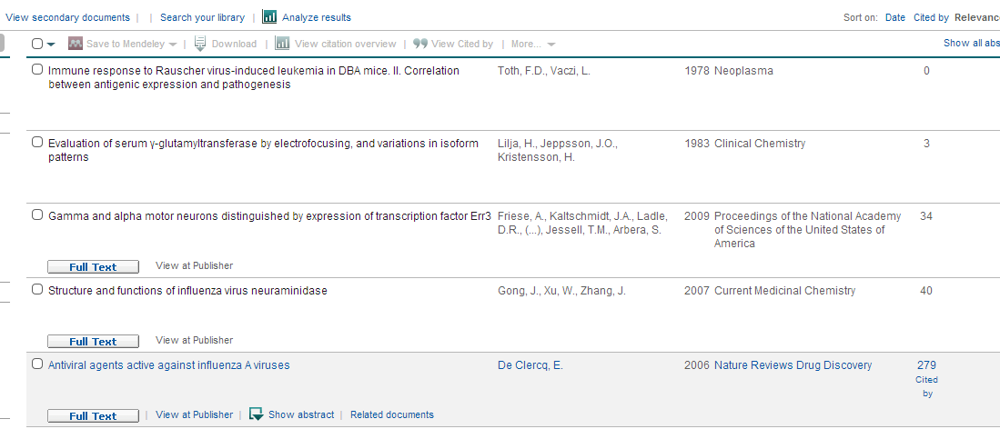 View secondary documents | | Search your library | Analyze results Sort on: Date Cited by Relevanc
Save to Mendeley | Download | View citation overview | View Cited by | More... Show all abs
Immune response to Rauscher virus-induced leukemia in DBA mice. II. Correlation Toth, F.D., Vaczi, L. 1978 Neoplasma 0
between antigenic expression and pathogenesis
Evaluation of serum γ-glutamyltransferase by electrofocusing, and variations in isoform Lilja, H., Jeppsson, J.O., 1983 Clinical Chemistry 3
patterns Kristensson, H.
Gamma and alpha motor neurons distinguished by expression of transcription factor Err3 Friese, A., Kaltschmidt, J.A., Ladle, 2009 Proceedings of the National Academy 34
D.R., (...), Jessell, T.M., Arbera, S. of Sciences of the United States of
America
Full Text View at Publisher
Structure and functions of influenza virus neuraminidase Gong, J., Xu, W., Zhang, J. 2007 Current Medicinal Chemistry 40
Full Text View at Publisher
Antiviral agents active against influenza A viruses De Clercq, E. 2006 Nature Reviews Drug Discovery 279
Cited
by
Full Text | View at Publisher | Show abstract | Related documents